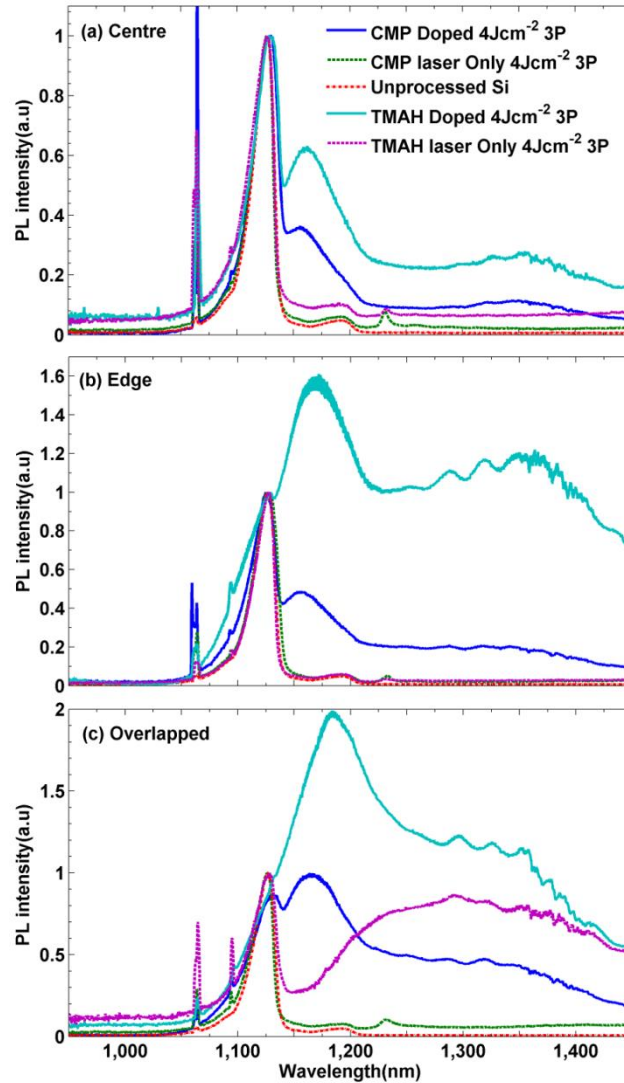 (a) Centre
CMP Doped 4Jcm⁻² 3P
CMP laser Only 4Jcm⁻² 3P
Unprocessed Si
TMAH Doped 4Jcm⁻² 3P
TMAH laser Only 4Jcm⁻² 3P
PL intensity(a.u)
1
0.8
0.6
0.4
0.2
0
(b) Edge
PL intensity(a.u)
1.6
1.4
1.2
1
0.8
0.6
0.4
0.2
0
(c) Overlapped
PL intensity(a.u)
2
1.5
1
0.5
0
1,000 1,100 1,200 1,300 1,400
Wavelength(nm)